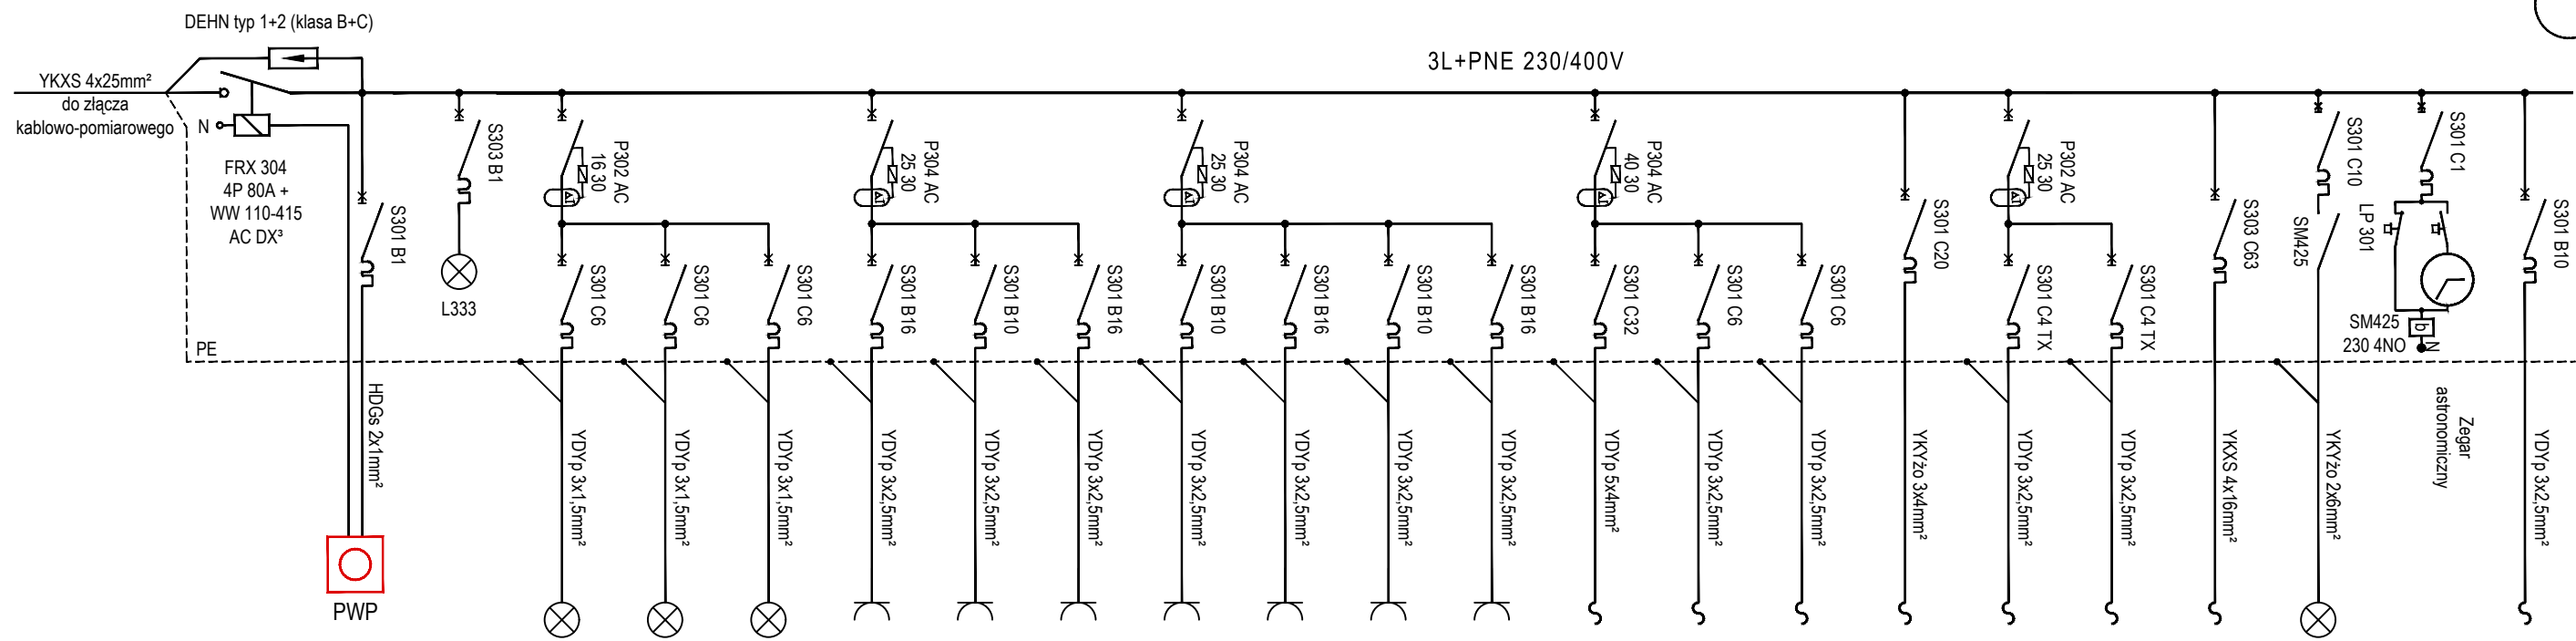 DEHN typ 1+2 (klasa B+C)
3L+PNE 230/400V
YKXS 4x25mm²
do złącza
kablowo-pomiarowego
N
FRX 304
4P 80A +
WW 110-415
AC DX³
PE
S301 B1
HDGs 2x1mm²
PWP
S303 B1
L333
P302 AC
16 30
S301 C6
S301 C6
S301 C6
YDYp 3x1,5mm²
YDYp 3x1,5mm²
YDYp 3x1,5mm²
P304 AC
25 30
S301 B16
S301 B10
S301 B16
YDYp 3x2,5mm²
YDYp 3x2,5mm²
YDYp 3x2,5mm²
P304 AC
25 30
S301 B10
S301 B16
S301 B10
S301 B16
YDYp 3x2,5mm²
YDYp 3x2,5mm²
YDYp 3x2,5mm²
YDYp 3x2,5mm²
P304 AC
40 30
S301 C32
S301 C6
S301 C6
YDYp 5x4mm²
YDYp 3x2,5mm²
YDYp 3x2,5mm²
S301 C20
YKYżo 3x4mm²
P302 AC
25 30
S301 C4 TX
S301 C4 TX
YDYp 3x2,5mm²
YDYp 3x2,5mm²
S303 C63
YKXS 4x16mm²
S301 C10
SM425
YKYżo 2x6mm²
S301 C1
LP 301
SM425
230 4NO
b
N
Zegar
astronomiczny
S301 B10
YDYp 3x2,5mm²